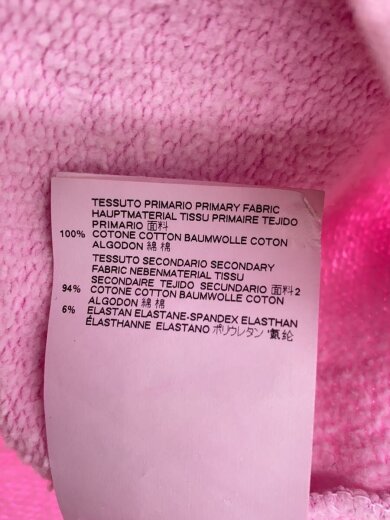 TESSUTO PRIMARIO PRIMARY FABRIC
HAUPTMATERIAL TISSU PRIMAIRE TEJIDO
PRIMARIO 面料
100% COTONE COTTON BAUMWOLLE COTON
ALGODON 綿 棉
TESSUTO SECONDARIO SECONDARY
FABRIC NEBENMATERIAL TISSU
SECONDAIRE TEJIDO SECUNDARIO 面料2
94% COTONE COTTON BAUMWOLLE COTON
ALGODON 綿 棉
6% ELASTAN ELASTANE-SPANDEX ELASTHAN
ÉLASTHANNE ELASTANO ポリウレタン 氨纶